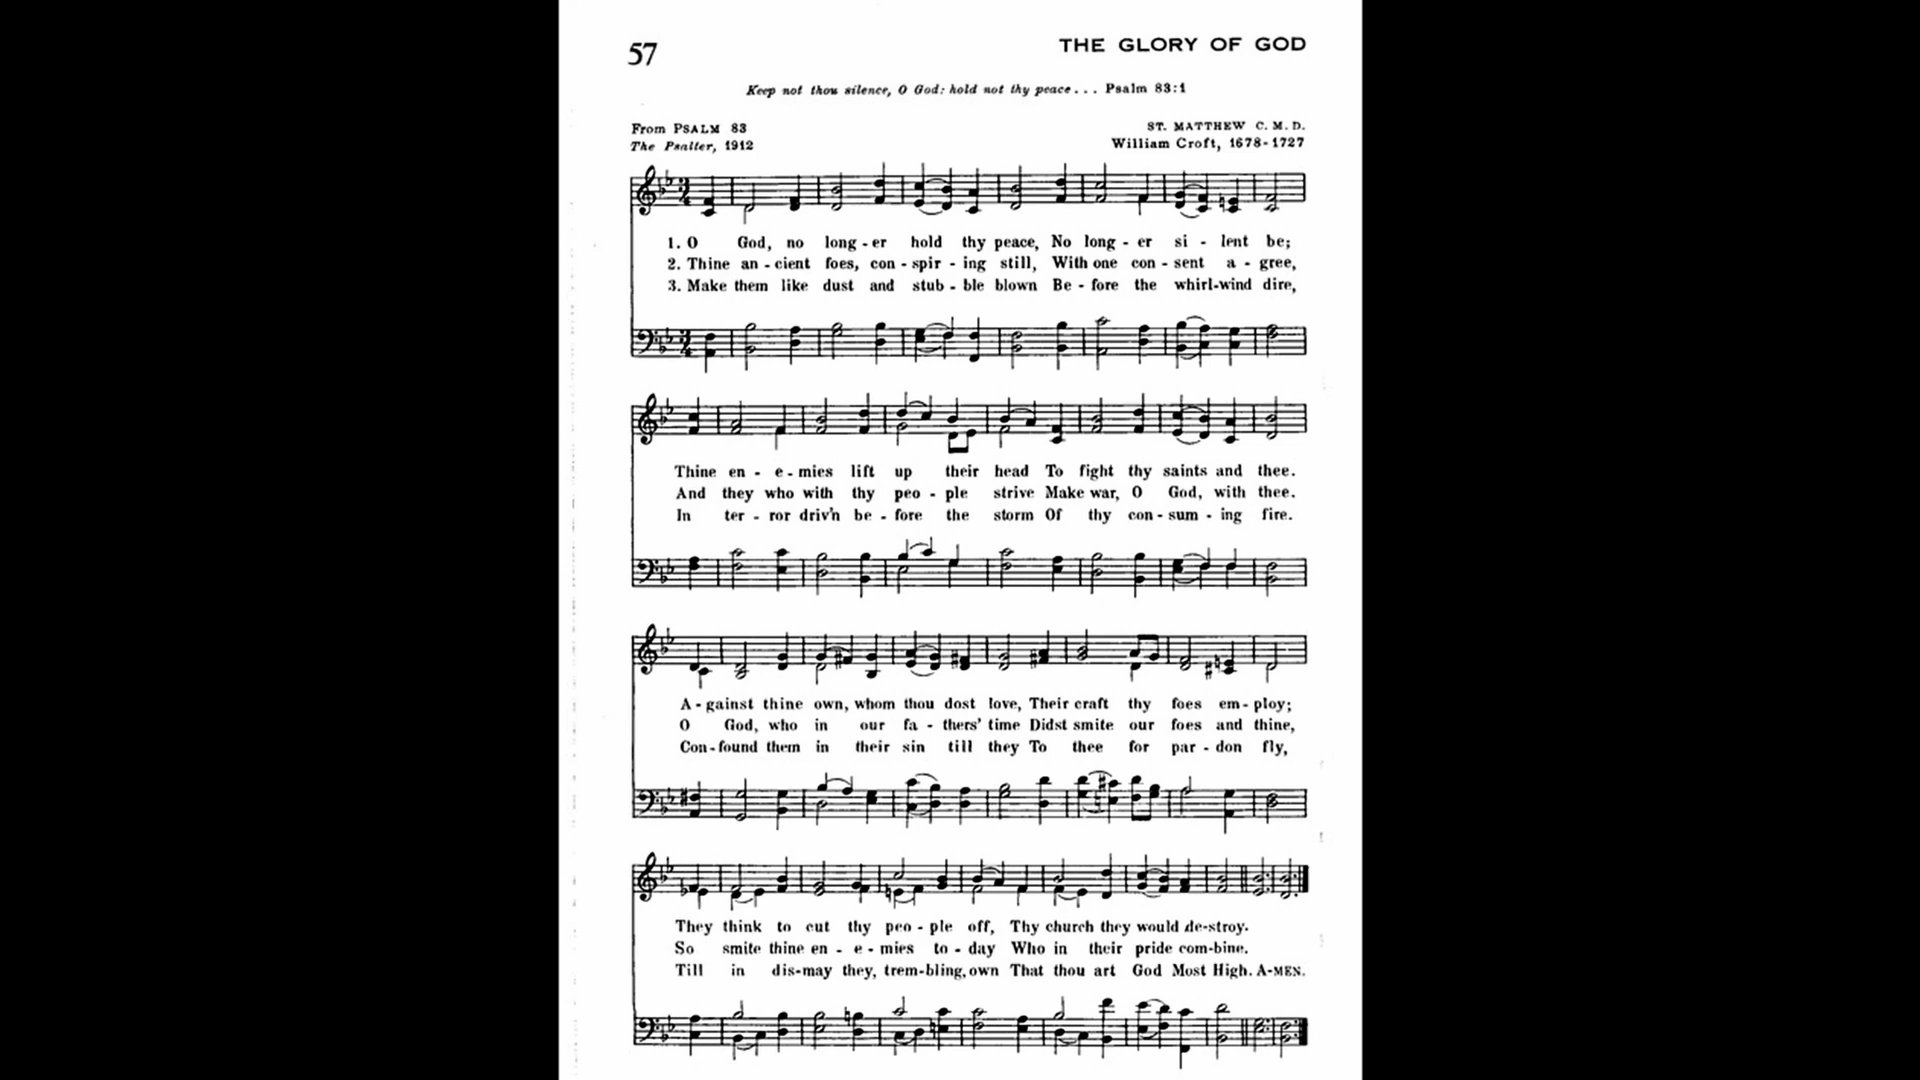 57
THE GLORY OF GOD
Keep not thou silence, O God: hold not thy peace . . . Psalm 83:1
From PSALM 83
The Psalter, 1912
ST. MATTHEW C. M. D.
William Croft, 1678-1727
1. O God, no long - er hold thy peace, No long - er si - lent be;
2. Thine an - cient foes, con - spir - ing still, With one con - sent a - gree,
3. Make them like dust and stub - ble blown Be - fore the whirl-wind dire,
Thine en - e - mies lift up their head To fight thy saints and thee.
And they who with thy peo - ple strive Make war, O God, with thee.
In ter - ror driv'n be - fore the storm Of thy con - sum - ing fire.
A - gainst thine own, whom thou dost love, Their craft thy foes em - ploy;
O God, who in our fa - thers' time Didst smite our foes and thine,
Con - found them in their sin till they To thee for par - don fly,
They think to cut thy peo - ple off, Thy church they would de-stroy.
So smite thine en - e - mies to - day Who in their pride com-bine.
Till in dis-may they, trem-bling, own That thou art God Most High. A-MEN.